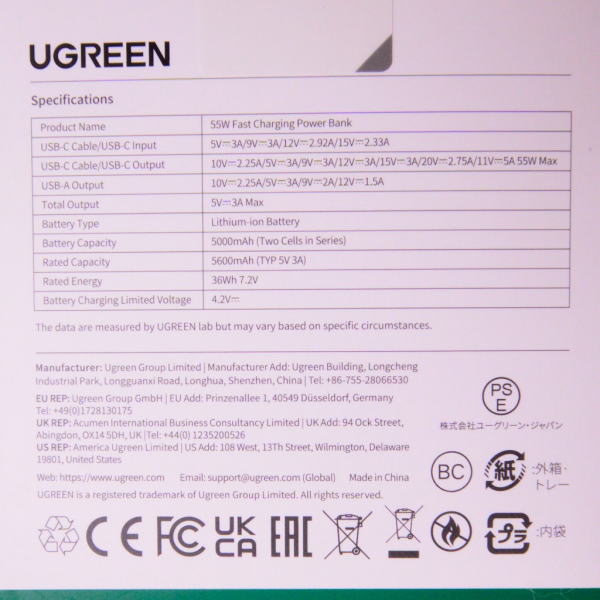 UGREEN
Specifications
Product Name 55W Fast Charging Power Bank
USB-C Cable/USB-C Input 5V⎓3A/9V⎓3A/12V⎓2.92A/15V⎓2.33A
USB-C Cable/USB-C Output 10V⎓2.25A/5V⎓3A/9V⎓3A/12V⎓3A/15V⎓3A/20V⎓2.75A/11V⎓5A 55W Max
USB-A Output 10V⎓2.25A/5V⎓3A/9V⎓2A/12V⎓1.5A
Total Output 5V⎓3A Max
Battery Type Lithium-ion Battery
Battery Capacity 5000mAh (Two Cells in Series)
Rated Capacity 5600mAh (TYP 5V 3A)
Rated Energy 36Wh 7.2V
Battery Charging Limited Voltage 4.2V⎓
The data are measured by UGREEN lab but may vary based on specific circumstances.
Manufacturer: Ugreen Group Limited | Manufacturer Add: Ugreen Building, Longcheng
Industrial Park, Longguanxi Road, Longhua, Shenzhen, China | Tel: +86-755-28066530
EU REP: Ugreen Group GmbH | EU Add: Prinzenallee 1, 40549 Düsseldorf, Germany
Tel: +49(0)1728130175
UK REP: Acumen International Business Consultancy Limited | UK Add: 94 Ock Street,
Abingdon, OX14 5DH, UK |Tel: +44(0) 1235200526
US REP: America Ugreen Limited | US Add: 108 West, 13Th Street, Wilmington, Delaware
19801, United States
Web: https://www.ugreen.com Email: support@ugreen.com (Global) Made in China
UGREEN is a registered trademark of Ugreen Group Limited. All rights reserved.
PS
E
株式会社ユーグリーン・ジャパン
BC 紙 :外箱・
トレー
CE FC UK
CA EAC プラ :内袋